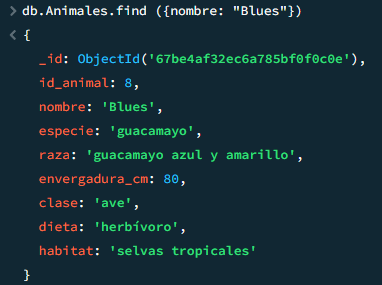 > db.Animales.find ({nombre: "Blues"})
< {
_id: ObjectId('67be4af32ec6a785bf0f0c0e'),
id_animal: 8,
nombre: 'Blues',
especie: 'guacamayo',
raza: 'guacamayo azul y amarillo',
envergadura_cm: 80,
clase: 'ave',
dieta: 'herbívoro',
habitat: 'selvas tropicales'
}